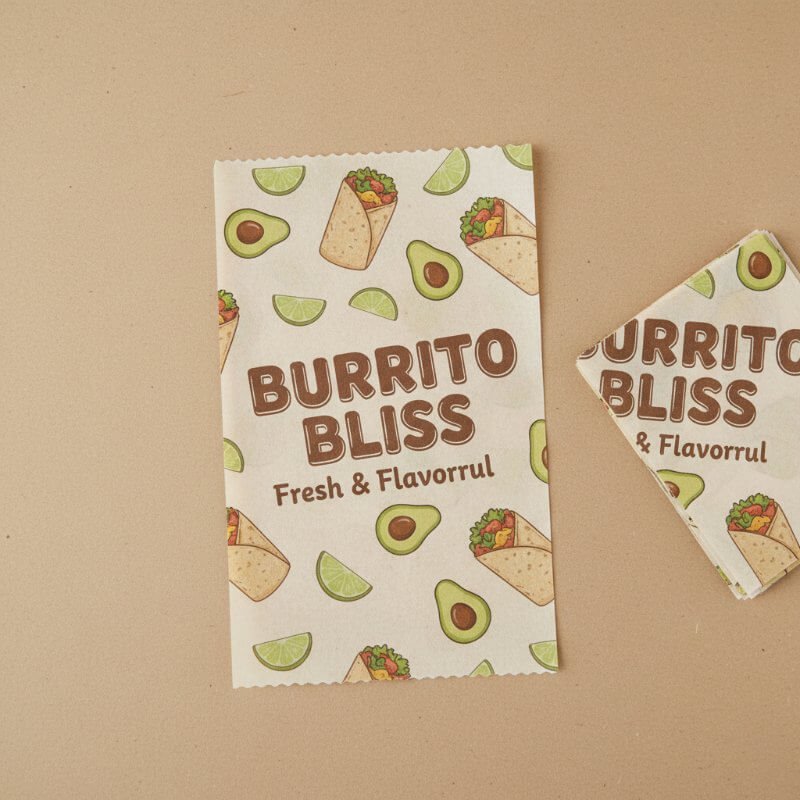 BURRITO
BLISS
Fresh & Flavorrul
BURRITO
BLISS
& Flavorrul